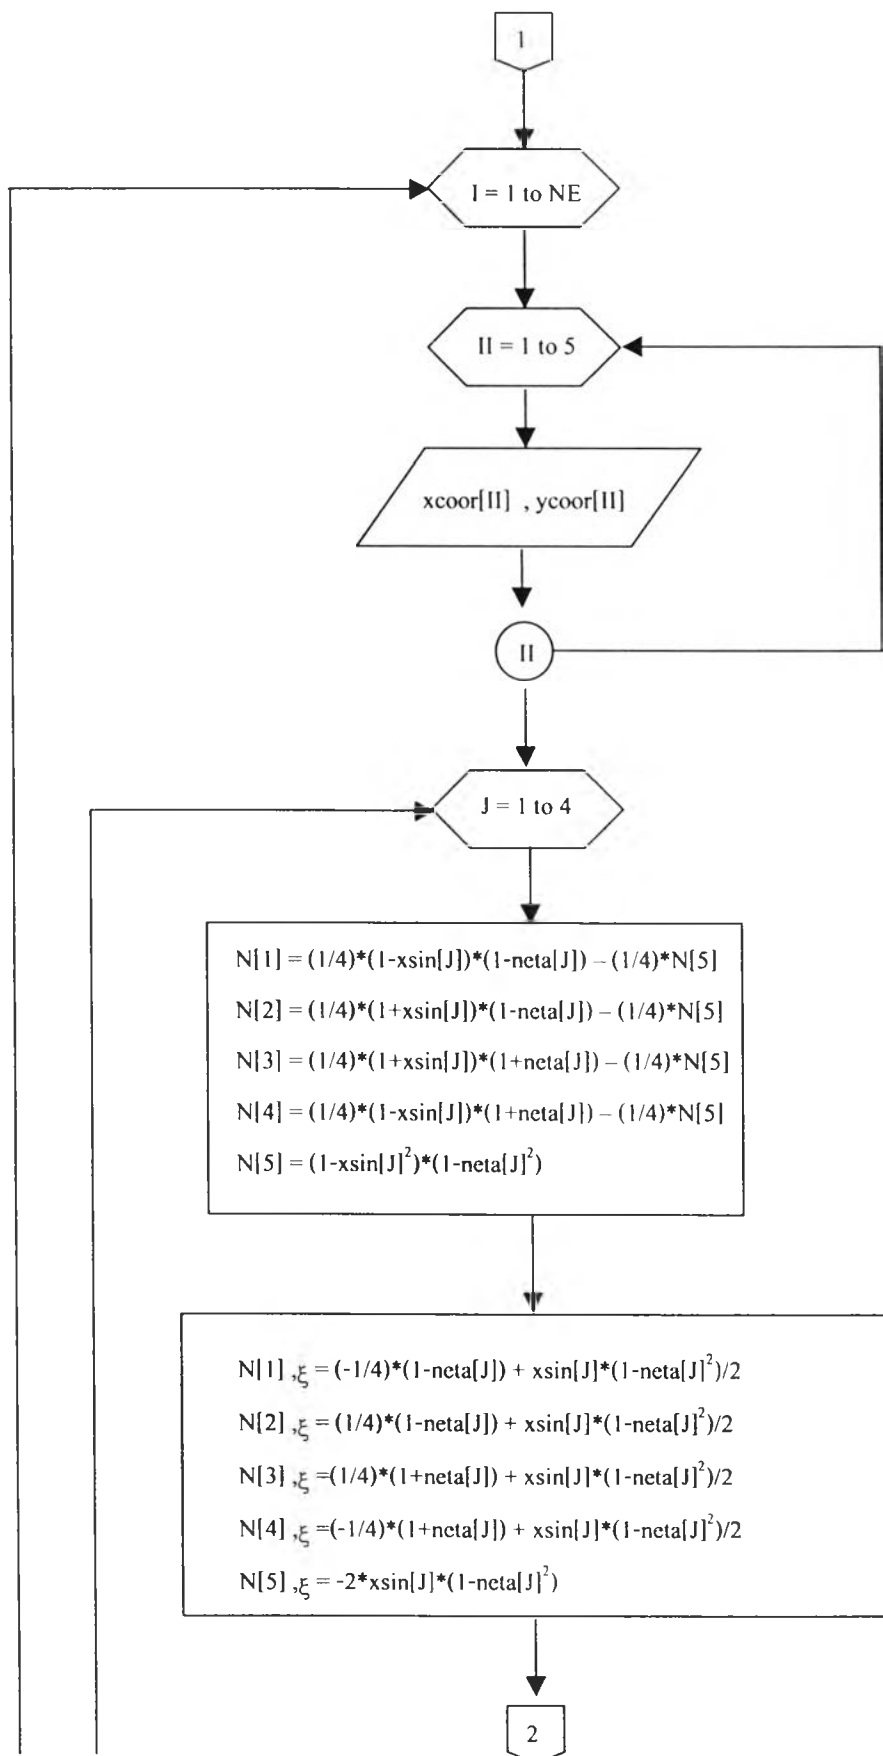 1
I = 1 to NE
II = 1 to 5
xcoor[II] , ycoor[II]
II
J = 1 to 4
N[1] = (1/4)*(1-xsin[J])*(1-neta[J]) – (1/4)*N[5]
N[2] = (1/4)*(1+xsin[J])*(1-neta[J]) – (1/4)*N[5]
N[3] = (1/4)*(1+xsin[J])*(1+neta[J]) – (1/4)*N[5]
N[4] = (1/4)*(1-xsin[J])*(1+neta[J]) – (1/4)*N[5]
N[5] = (1-xsin[J]²)*(1-neta[J]²)
N[1] ,ξ = (-1/4)*(1-neta[J]) + xsin[J]*(1-neta[J]²)/2
N[2] ,ξ = (1/4)*(1-neta[J]) + xsin[J]*(1-neta[J]²)/2
N[3] ,ξ =(1/4)*(1+neta[J]) + xsin[J]*(1-neta[J]²)/2
N[4] ,ξ =(-1/4)*(1+neta[J]) + xsin[J]*(1-neta[J]²)/2
N[5] ,ξ = -2*xsin[J]*(1-neta[J]²)
2